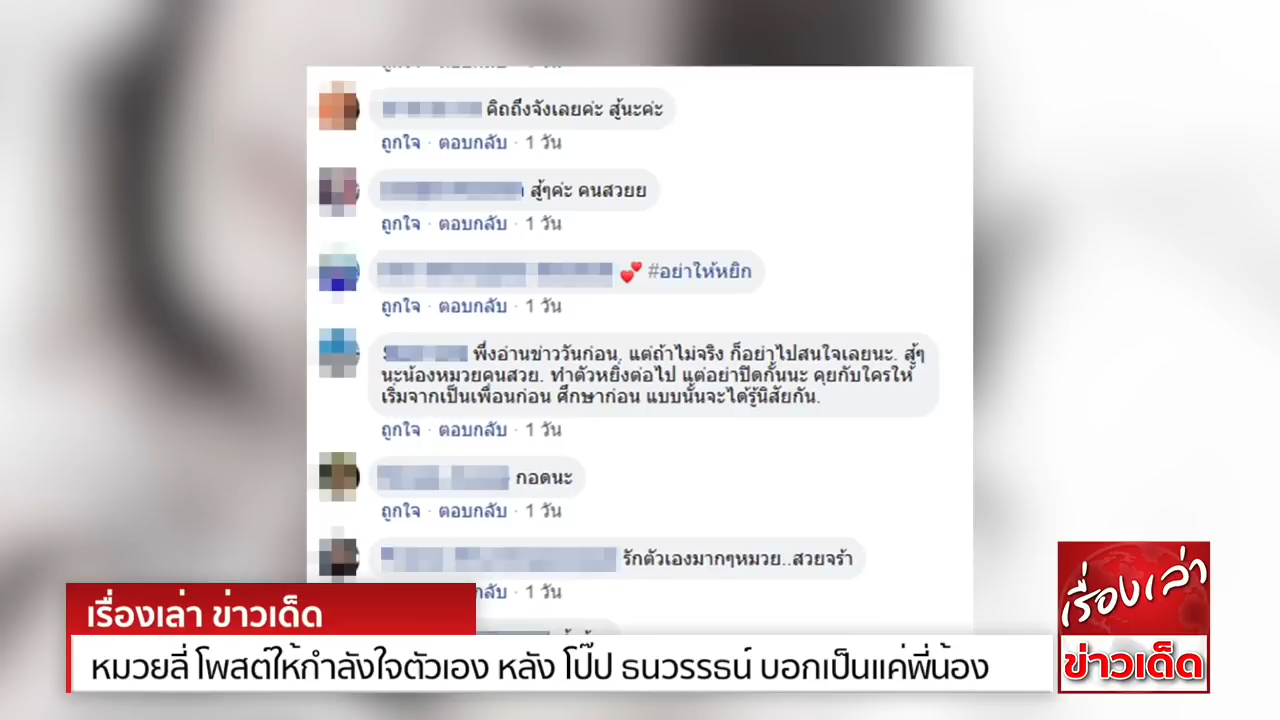 คิถถึงจังเลยค่ะ สู้นะค่ะ
ถูกใจ · ตอบกลับ · 1 วัน
สู้ๆค่ะ คนสวยย
ถูกใจ · ตอบกลับ · 1 วัน
💕 #อย่าให้หยิก
ถูกใจ · ตอบกลับ · 1 วัน
พึ่งอ่านข่าววันก่อน. แต่ถ้าไม่จริง ก็อย่าไปสนใจเลยนะ. สู้ๆ
นะน้องหมวยคนสวย. ทำตัวหยิ่งต่อไป แต่อย่าปิดกั้นนะ คุยกับใครให้
เริ่มจากเป็นเพื่อนก่อน ศึกษาก่อน แบบนั้นจะได้รู้นิสัยกัน.
ถูกใจ · ตอบกลับ · 1 วัน
กอดนะ
ถูกใจ · ตอบกลับ · 1 วัน
รักตัวเองมากๆหมวย..สวยจร้า
กลับ · 1 วัน
เรื่องเล่า ข่าวเด็ด
หมวยลี่ โพสต์ให้กำลังใจตัวเอง หลัง โป๊ป ธนวรรธน์ บอกเป็นแค่พี่น้อง
เรื่องเล่า
ข่าวเด็ด